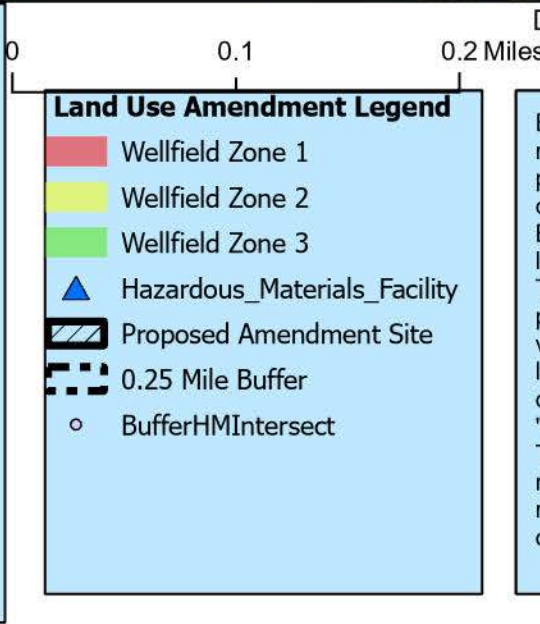 0 0.1 0.2 Miles
Land Use Amendment Legend
Wellfield Zone 1
Wellfield Zone 2
Wellfield Zone 3
Hazardous_Materials_Facility
Proposed Amendment Site
0.25 Mile Buffer
BufferHMIntersect